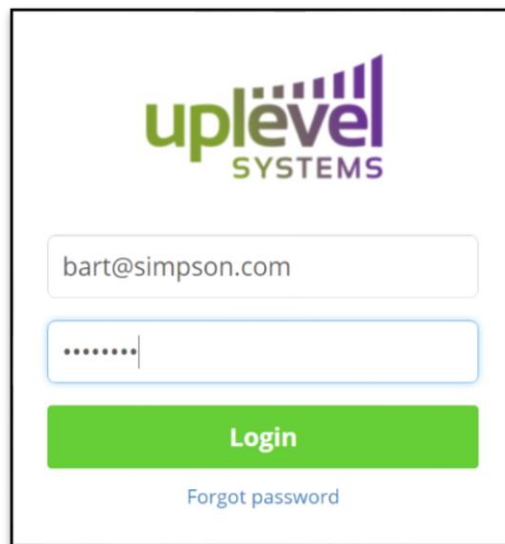 uplevel
SYSTEMS
bart@simpson.com
••••••••
Login
Forgot password